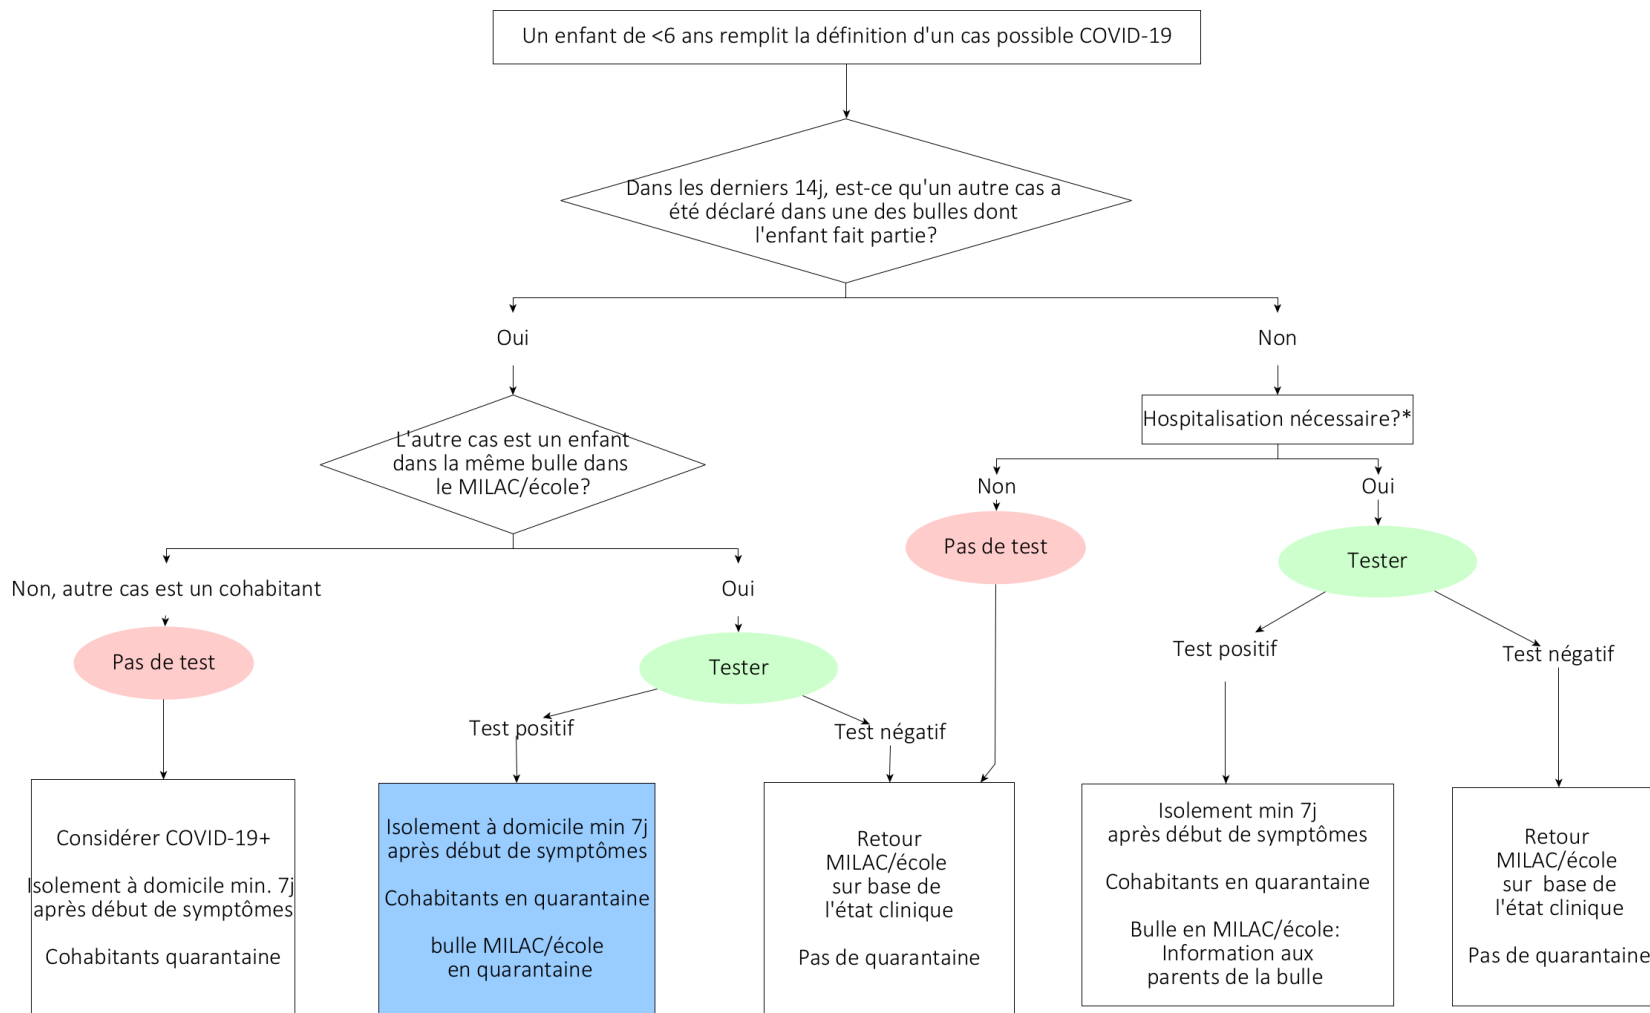 Un enfant de <6 ans remplit la définition d'un cas possible COVID-19
Dans les derniers 14j, est-ce qu'un autre cas a
été déclaré dans une des bulles dont
l'enfant fait partie?
Oui
Non
L'autre cas est un enfant
dans la même bulle dans
le MILAC/école?
Hospitalisation nécessaire?*
Non
Oui
Pas de test
Tester
Non, autre cas est un cohabitant
Oui
Pas de test
Tester
Test positif
Test négatif
Test positif
Test négatif
Considérer COVID-19+
Isolement à domicile min. 7j
après début de symptômes
Cohabitants quarantaine
Isolement à domicile min 7j
après début de symptômes
Cohabitants en quarantaine
bulle MILAC/école
en quarantaine
Retour
MILAC/école
sur base de
l'état clinique
Pas de quarantaine
Isolement min 7j
après début de symptômes
Cohabitants en quarantaine
Bulle en MILAC/école:
Information aux
parents de la bulle
Retour
MILAC/école
sur base de
l'état clinique
Pas de quarantaine